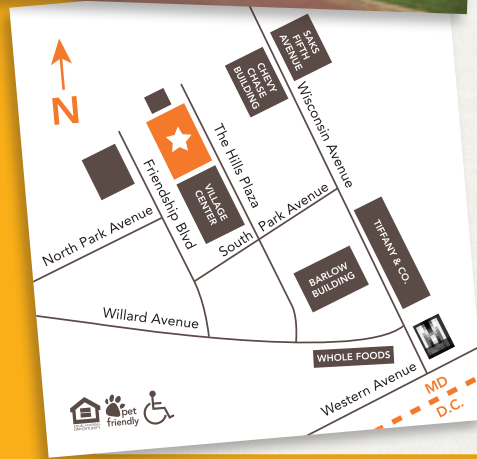 N
SAKS
FIFTH
AVENUE
CHEVY
CHASE
BUILDING
Wisconsin Avenue
The Hills Plaza
Friendship Blvd
VILLAGE
CENTER
North Park Avenue
South Park Avenue
TIFFANY & CO.
BARLOW
BUILDING
Willard Avenue
WHOLE FOODS
Western Avenue
MD
D.C.
pet
friendly